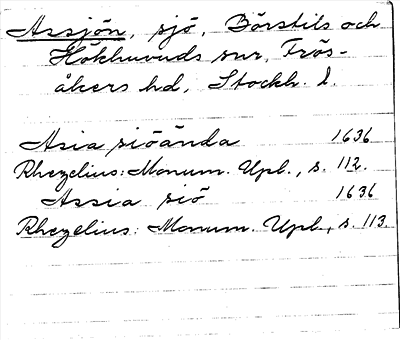 Assjön, sjö, Börstils och
Hökhuvuds snr, Frös-
åkers hd, Stockh. l.
Asia siöända 1636
Rhezelius: Monum. Upl., s. 112.
Assia siö 1636
Rhezelius: Monum. Upl., s. 113.